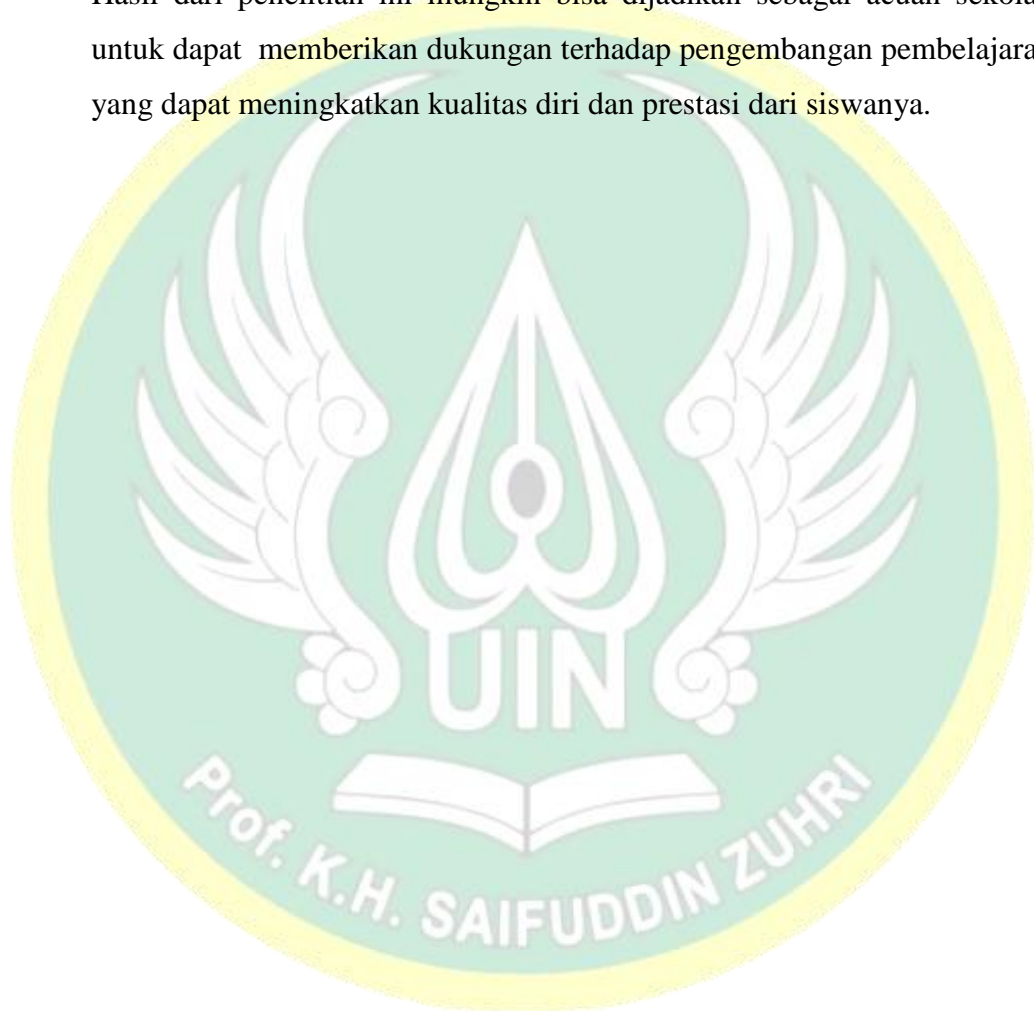 Hasil dari penelitian ini mungkin bisa dijadikan sebagai acuan sekola
untuk dapat memberikan dukungan terhadap pengembangan pembelajara
yang dapat meningkatkan kualitas diri dan prestasi dari siswanya.
UIN
Prof. K.H. SAIFUDDIN ZUHRI